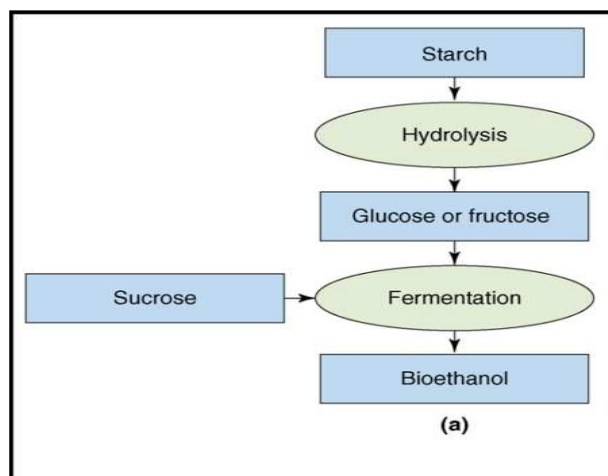 Starch
Hydrolysis
Glucose or fructose
Sucrose
Fermentation
Bioethanol
(a)